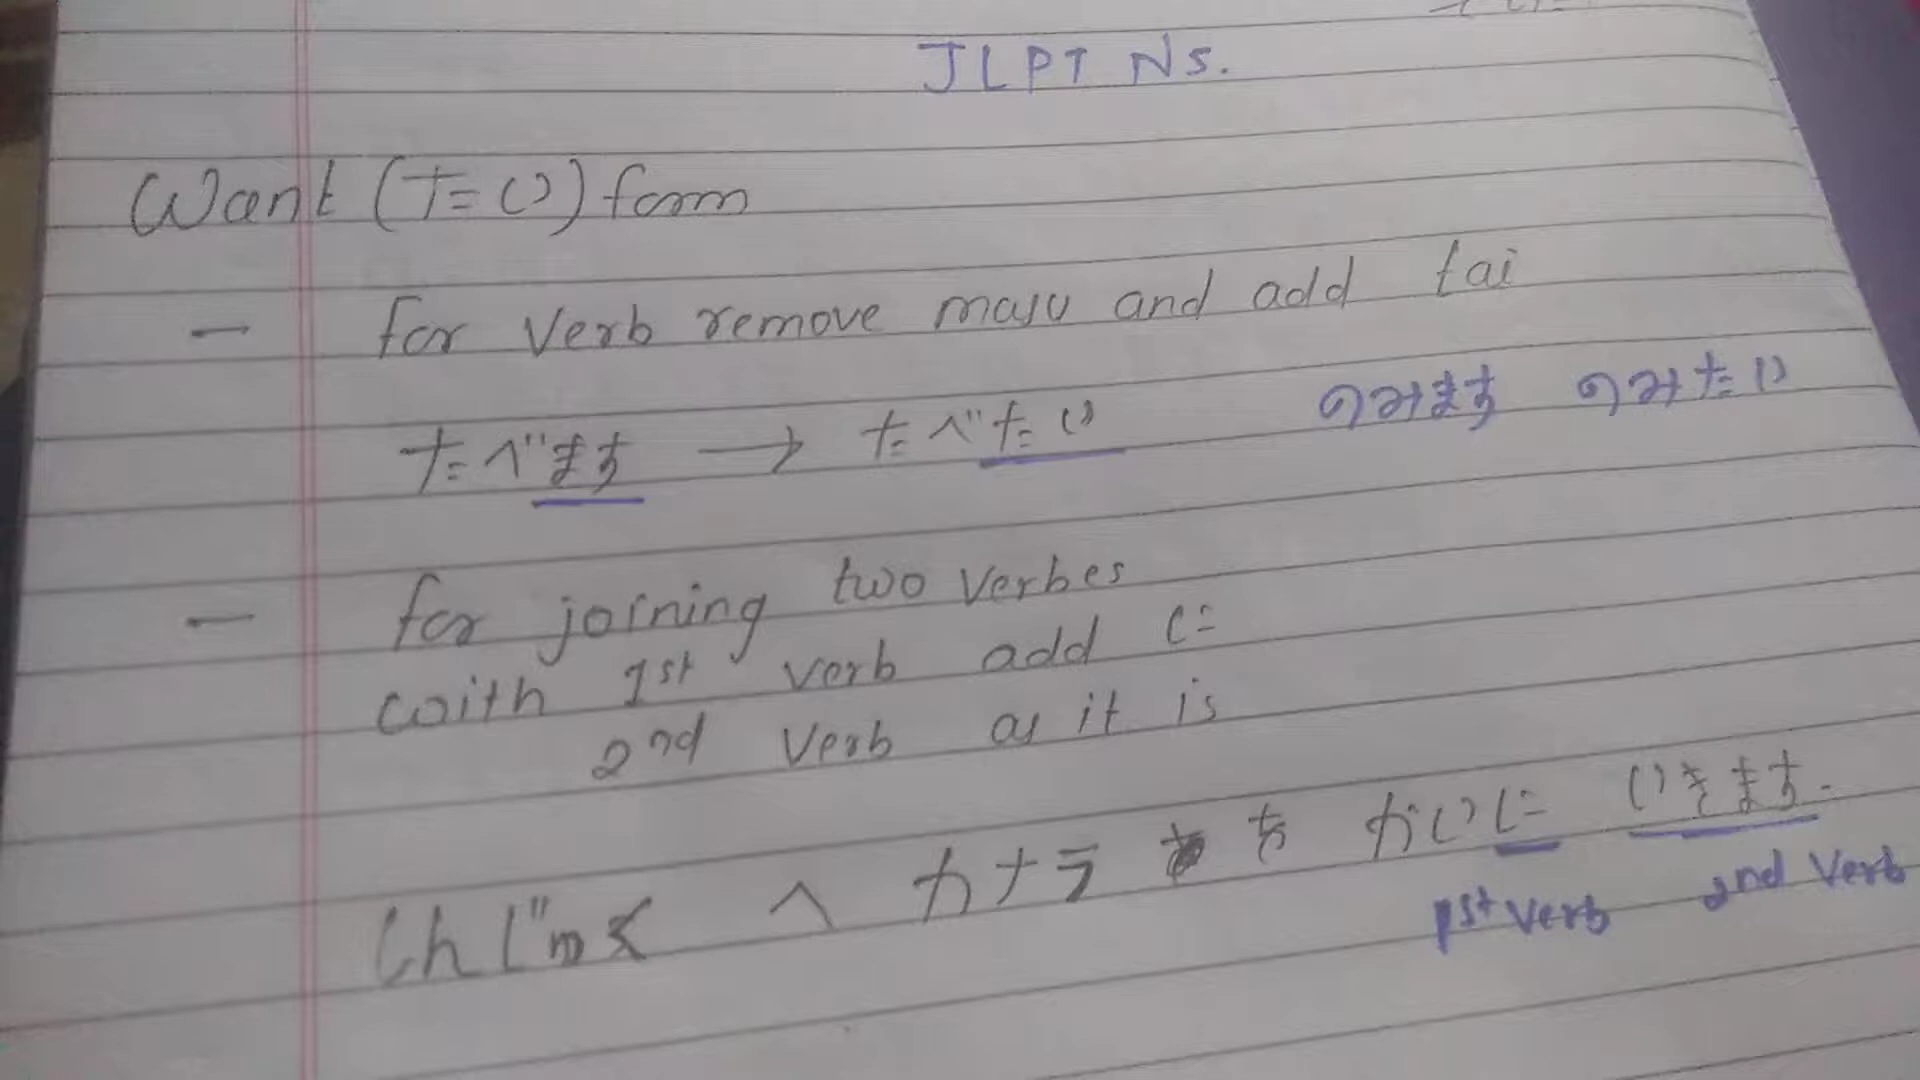 JLPT N5.
Want (たい) form
— for verb remove masu and add tai
たべます → たべたい のみます のみたい
— for joining two verbes
with 1st verb add に
2nd verb as it is
しんじゅく へ カナラ を かいに いきます.
1st verb 2nd verb